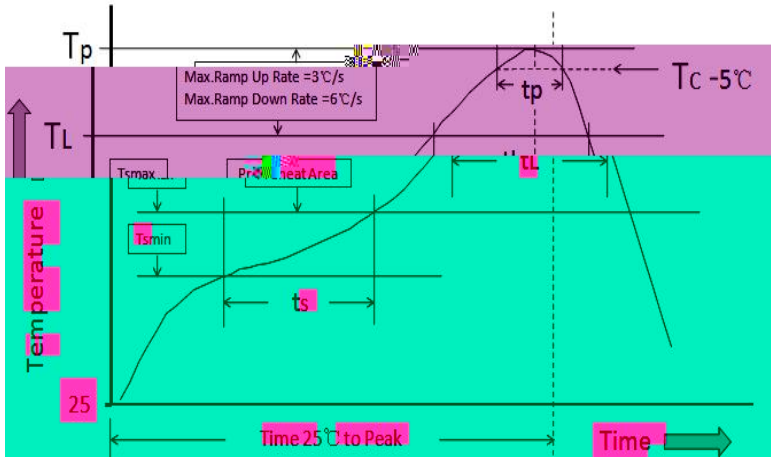 Tp
Max.Ramp Up Rate =3℃/s
Max.Ramp Down Rate =6℃/s
TC -5℃
tp
TL
tL
Tsmax
Area
Tsmin
ts
Temperature
25
Time 25℃ to Peak
Time